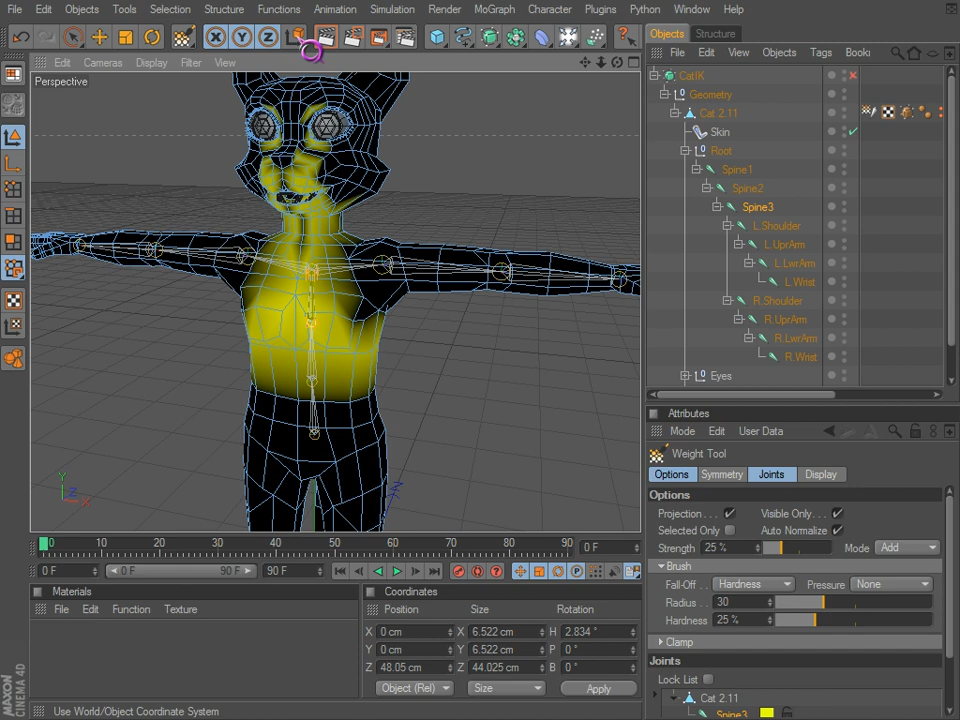 File Edit Objects Tools Selection Structure Functions Animation Simulation Render MoGraph Character Plugins Python Window Help
X Y Z
Objects Structure
File Edit View Objects Tags Booki
Edit Cameras Display Filter View
Perspective
CatIK
Geometry
Cat 2.11
Skin
Root
Spine1
Spine2
Spine3
L.Shoulder
L.UprArm
L.LwrArm
L.Wrist
R.Shoulder
R.UprArm
R.LwrArm
R.Wrist
Eyes
Y
Z X
Attributes
Mode Edit User Data
Weight Tool
Options Symmetry Joints Display
Options
Projection . . . Visible Only . . .
Selected Only Auto Normalize
Strength 25 % Mode Add
Brush
Fall-Off . Hardness Pressure None
Radius . . 30
Hardness 25 %
Clamp
Joints
Lock List
Cat 2.11
Spine3
0 10 20 30 40 50 60 70 80 90 0 F
0 F 0 F 90 F 90 F
Materials
File Edit Function Texture
Coordinates
Position Size Rotation
X 0 cm X 6.522 cm H 2.834 °
Y 0 cm Y 6.522 cm P 0 °
Z 48.05 cm Z 44.025 cm B 0 °
Object (Rel) Size Apply
MAXON CINEMA 4D
Use World/Object Coordinate System